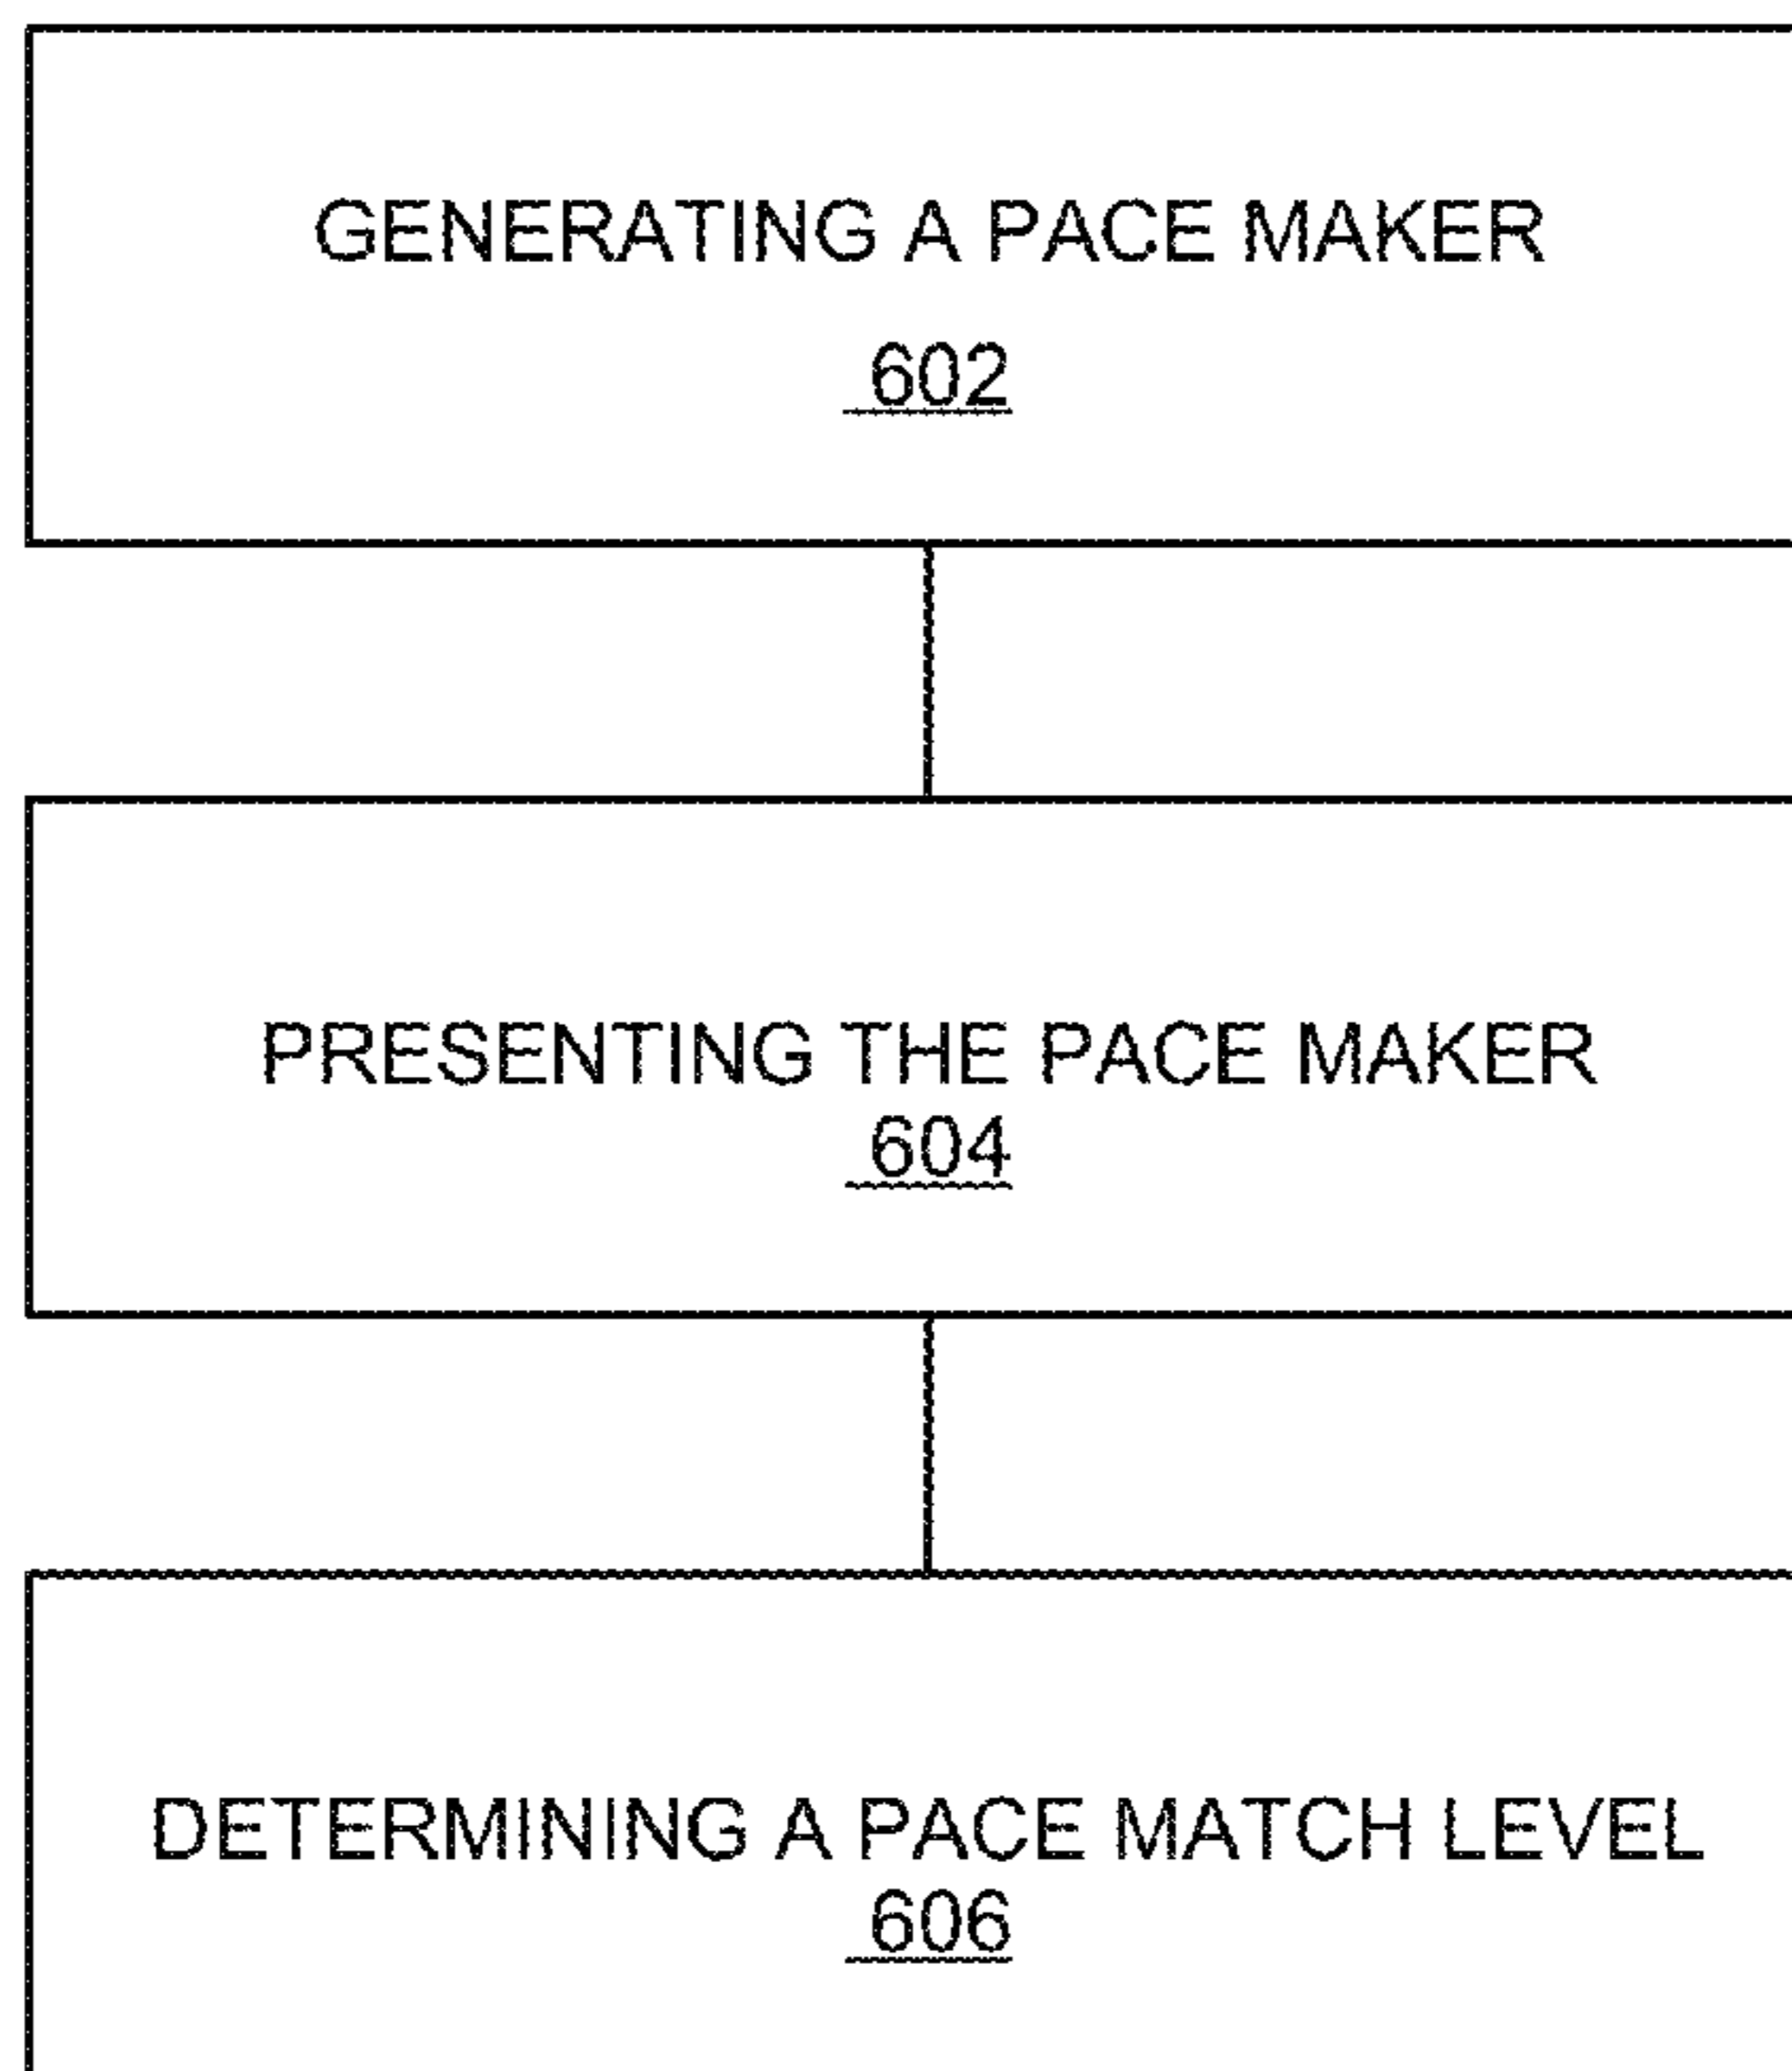 GENERATING A PACE MAKER
602
PRESENTING THE PACE MAKER
604
DETERMINING A PACE MATCH LEVEL
606